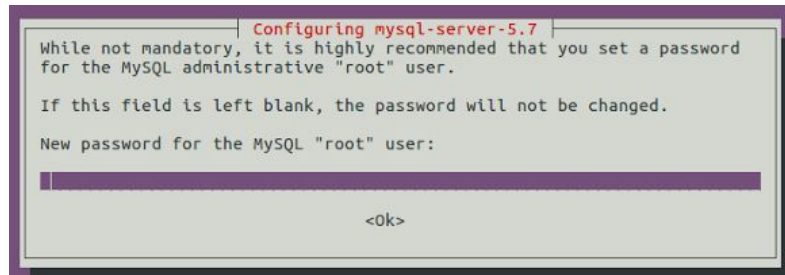 Configuring mysql-server-5.7
While not mandatory, it is highly recommended that you set a password
for the MySQL administrative "root" user.
If this field is left blank, the password will not be changed.
New password for the MySQL "root" user:
<Ok>